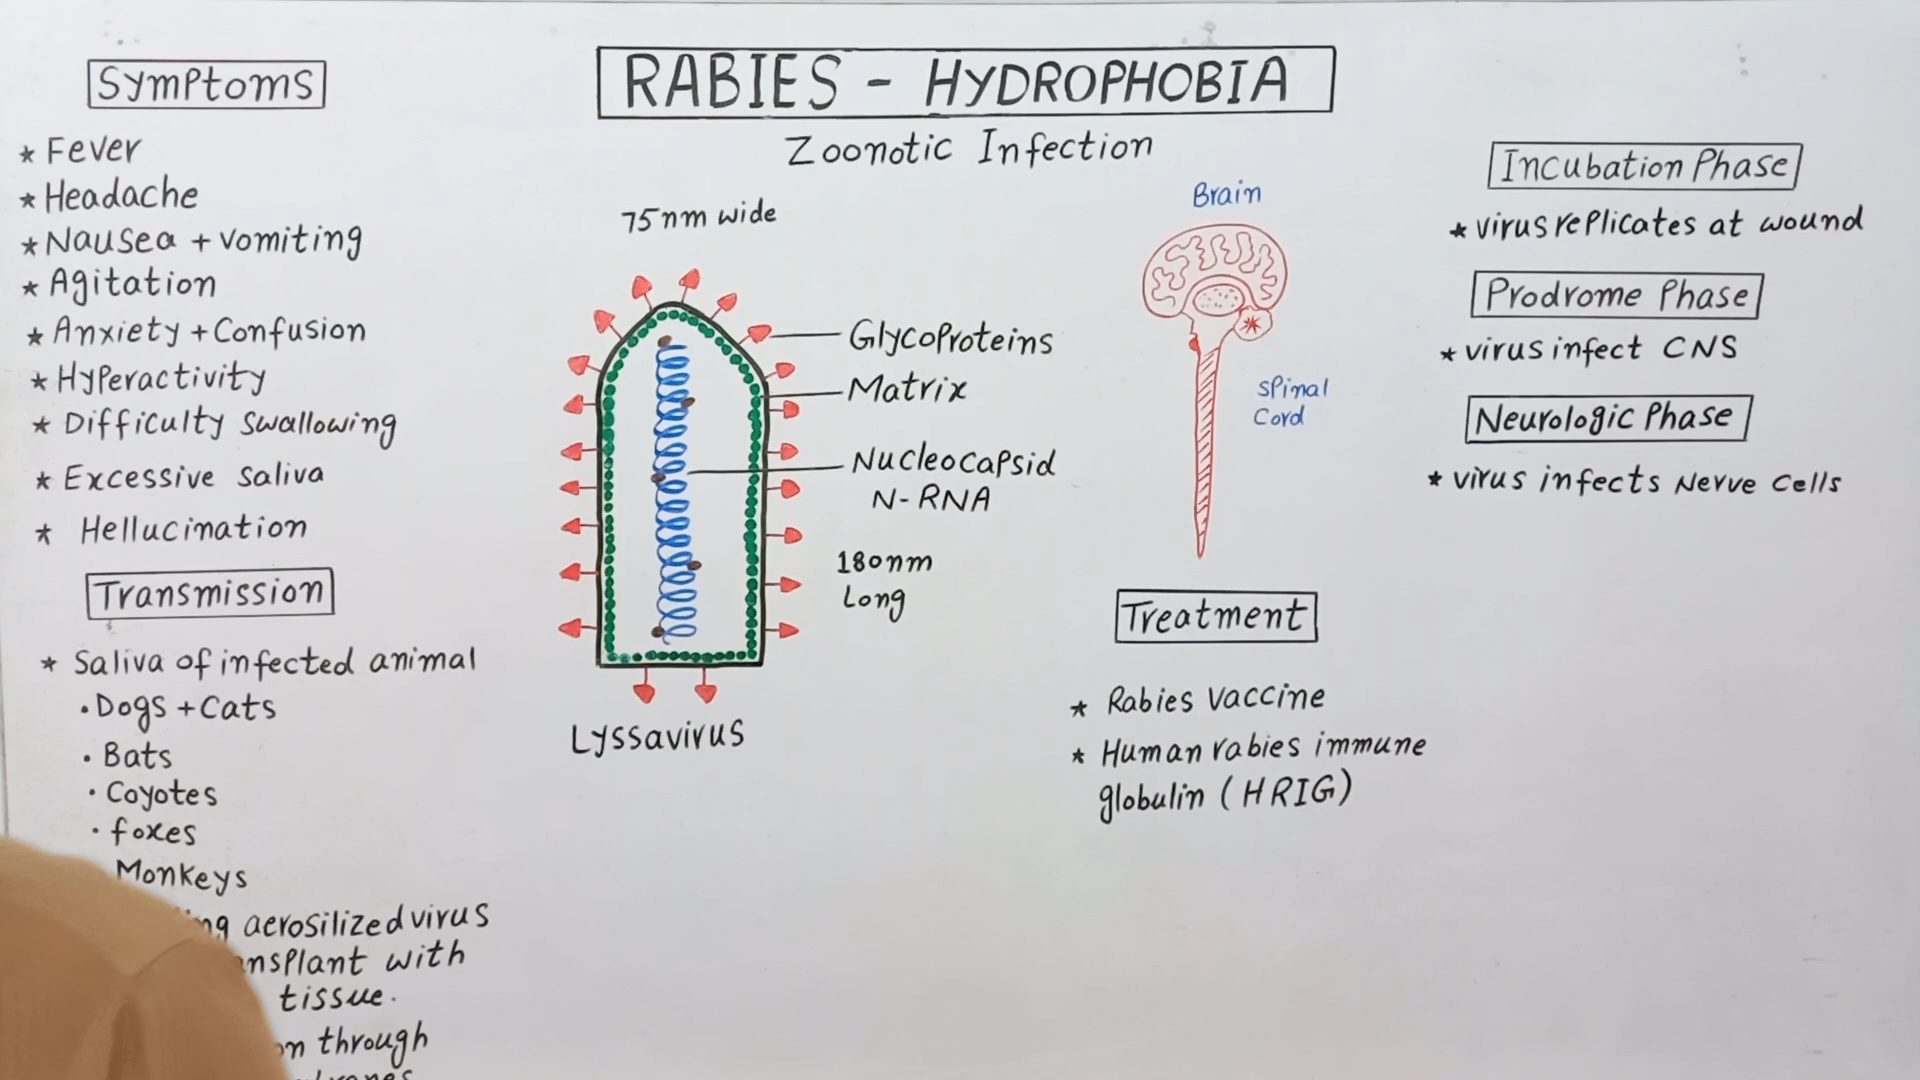 RABIES - HYDROPHOBIA
Zoonotic Infection
Symptoms
* Fever
* Headache
* Nausea + vomiting
* Agitation
* Anxiety + Confusion
* Hyperactivity
* Difficulty swallowing
* Excessive saliva
* Hellucination
Transmission
* Saliva of infected animal
• Dogs + Cats
• Bats
• Coyotes
• foxes
Monkeys
aerosilized virus
with
tissue.
through
75nm wide
Glycoproteins
Matrix
Nucleocapsid
N-RNA
180nm
Long
Lyssavirus
Brain
Spinal
Cord
Treatment
* Rabies vaccine
* Human rabies immune
globulin (HRIG)
Incubation Phase
* virus replicates at wound
Prodrome Phase
* virus infect CNS
Neurologic Phase
* virus infects Nerve Cells